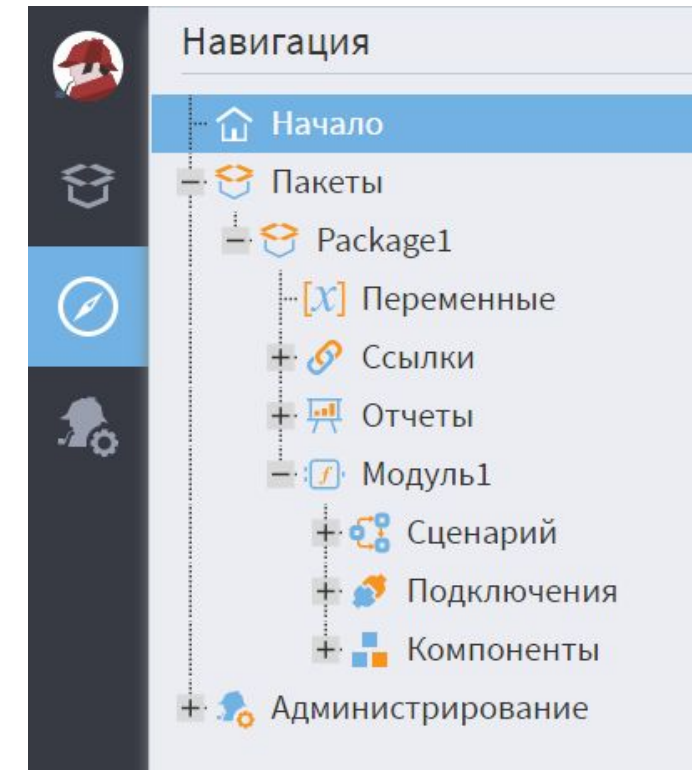 Навигация
Начало
Пакеты
Package1
[X] Переменные
Ссылки
Отчеты
f Модуль1
Сценарий
Подключения
Компоненты
Администрирование